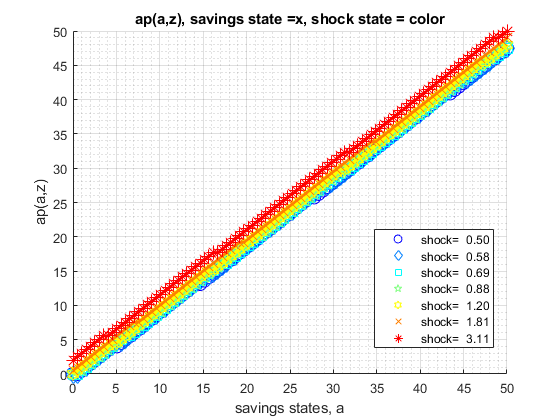 ap(a,z), savings state =x, shock state = color
ap(a,z)
50
45
40
35
30
25
20
15
10
5
0
0 5 10 15 20 25 30 35 40 45 50
savings states, a
shock= 0.50
shock= 0.58
shock= 0.69
shock= 0.88
shock= 1.20
shock= 1.81
shock= 3.11